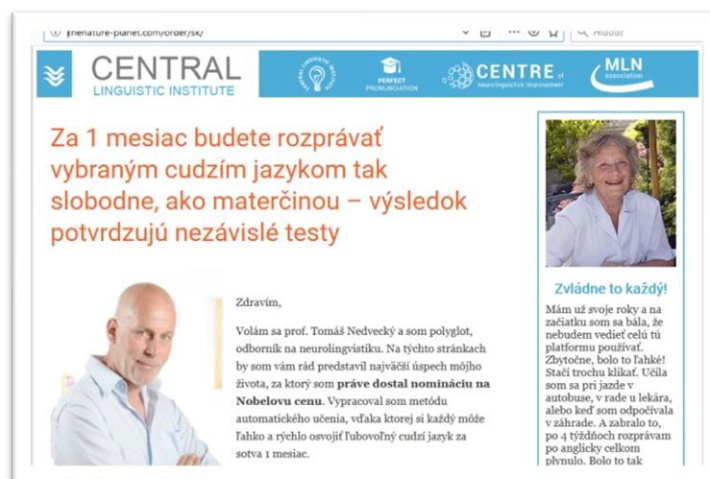 thenature-planet.com/order/sk/
Hľadať
CENTRAL
LINGUISTIC INSTITUTE
CENTRAL LINGUISTIC INSTITUTE
PERFECT
PRONUNCIATION
CENTRE of
neurolinguistics improvement
MLN
association
Za 1 mesiac budete rozprávať
vybraným cudzím jazykom tak
slobodne, ako materčinou – výsledok
potvrdzujú nezávislé testy
Zdravím,
Volám sa prof. Tomáš Nedvecký a som polyglot,
odborník na neurolingvistiku. Na týchto stránkach
by som vám rád predstavil najväčší úspech môjho
života, za ktorý som práve dostal nomináciu na
Nobelovu cenu. Vypracoval som metódu
automatického učenia, vďaka ktorej si každý môže
ľahko a rýchlo osvojiť ľubovoľný cudzí jazyk za
sotva 1 mesiac.
Zvládne to každý!
Mám už svoje roky a na
začiatku som sa bála, že
nebudem vedieť celú tú
platformu používať.
Zbytočne, bolo to ľahké!
Stačí trochu klikať. Učila
som sa pri jazde v
autobuse, v rade u lekára,
alebo keď som odpočívala
v záhrade. A zabralo to,
po 4 týždňoch rozprávam
po anglicky celkom
plynulo. Bolo to tak